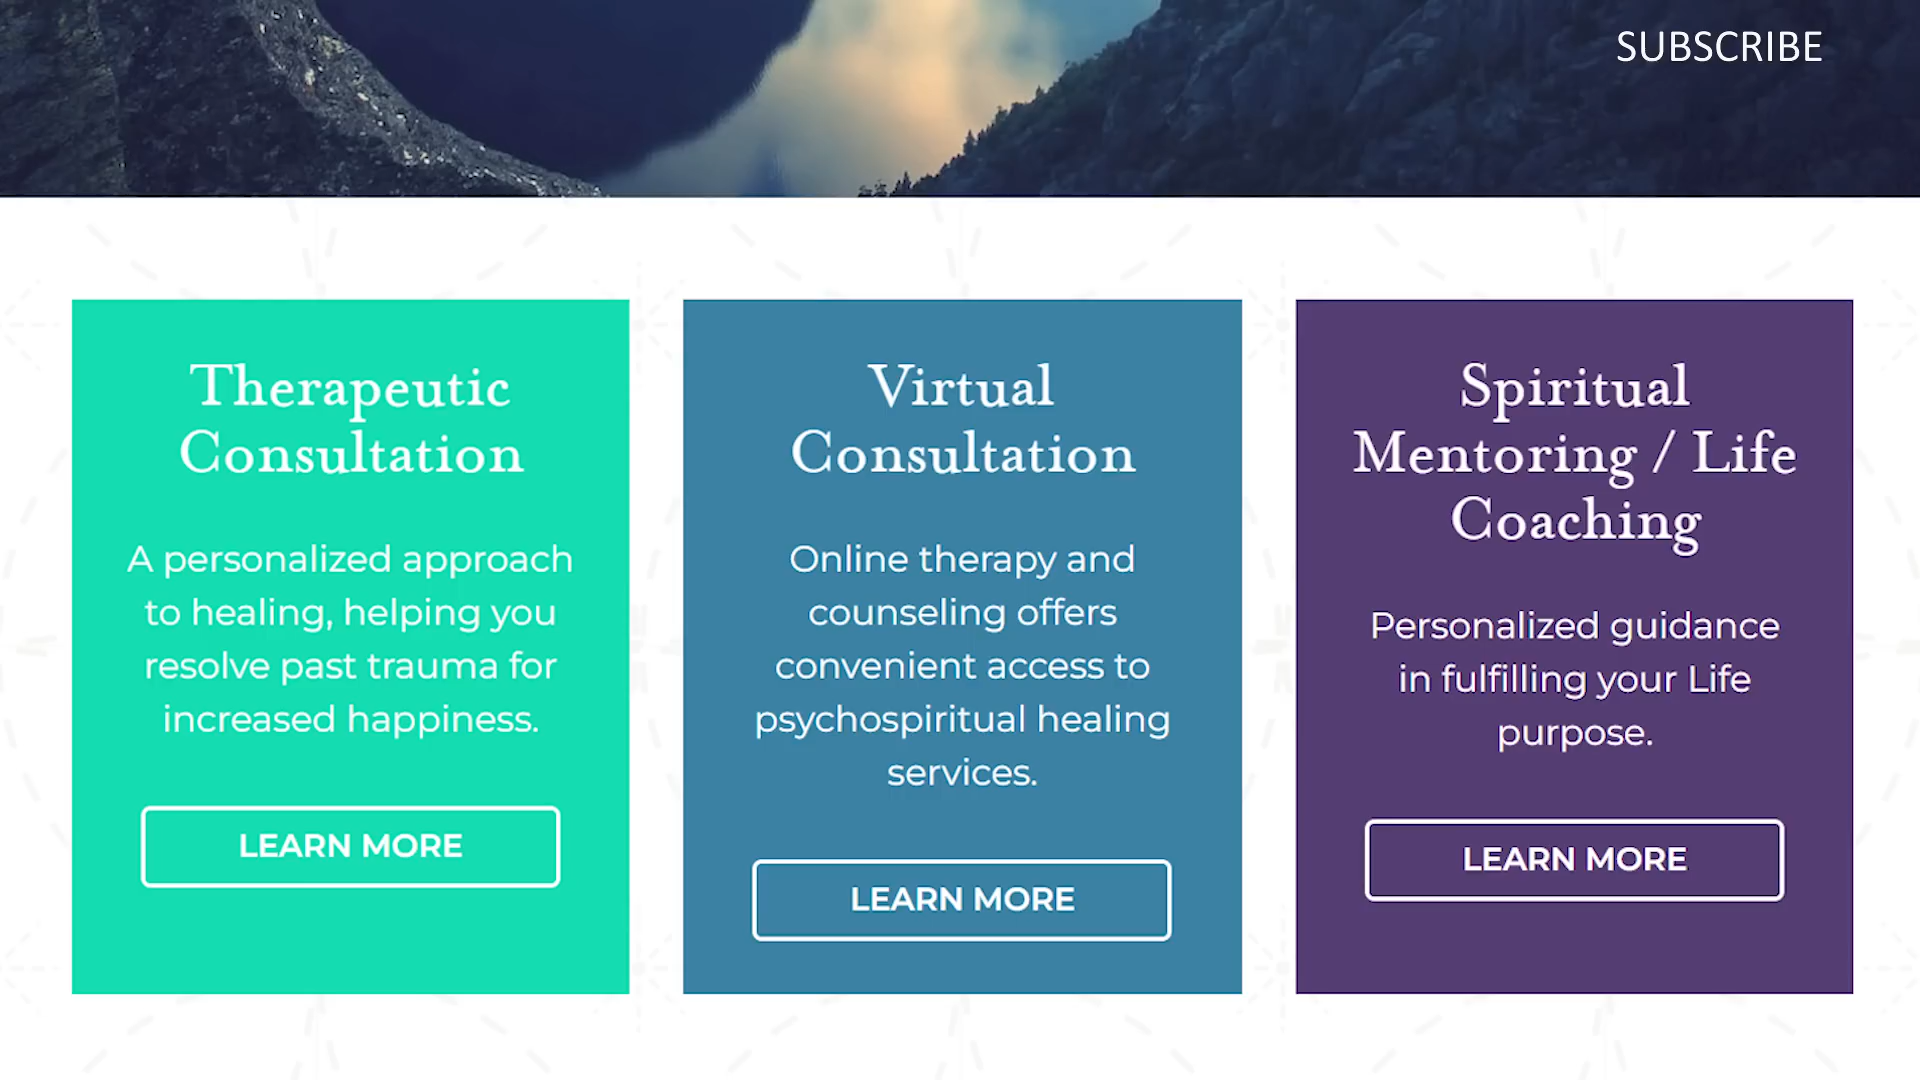 SUBSCRIBE
Therapeutic
Consultation
A personalized approach
to healing, helping you
resolve past trauma for
increased happiness.
LEARN MORE
Virtual
Consultation
Online therapy and
counseling offers
convenient access to
psychospiritual healing
services.
LEARN MORE
Spiritual
Mentoring / Life
Coaching
Personalized guidance
in fulfilling your Life
purpose.
LEARN MORE